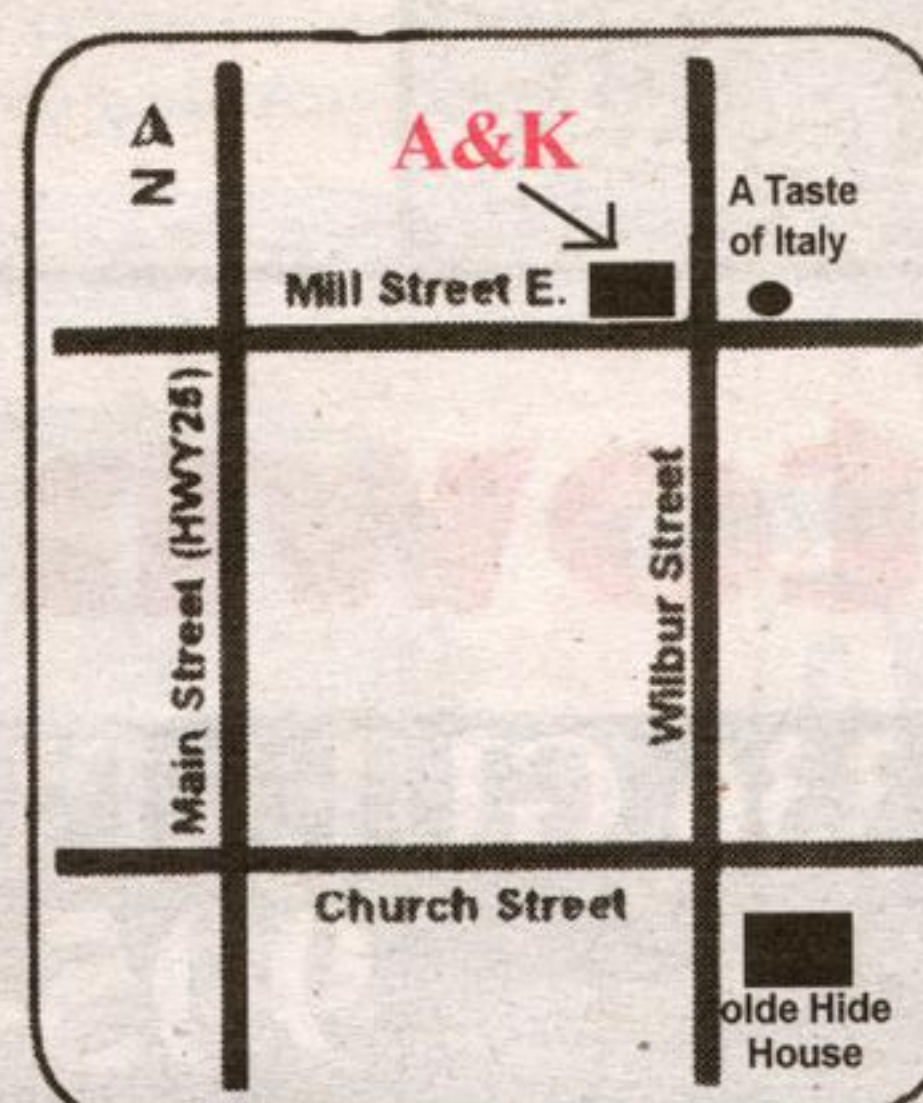 N
A&K
A Taste
of Italy
Mill Street E.
Main Street (HWY25)
Wilbur Street
Church Street
olde Hide
House